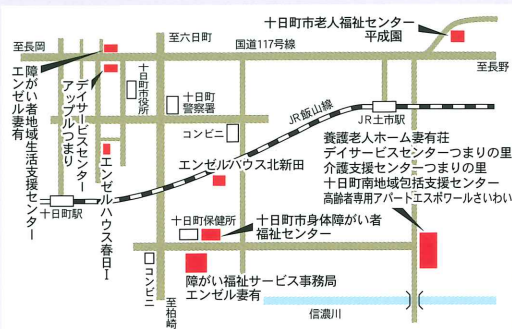 十日町市老人福祉センター
平成園
至六日町
至長岡
国道117号線
至長野
障がい者地域生活支援センター
エンゼル妻有
デイサービスセンター
アップルつまり
十日町市役所
十日町
警察署
コンビニ
JR飯山線
JR土市駅
養護老人ホーム妻有荘
デイサービスセンターつまりの里
介護支援センターつまりの里
十日町南地域包括支援センター
高齢者専用アパートエスポワールさいわい
エンゼルハウス北新田
エンゼルハウス春日Ⅰ
十日町駅
十日町保健所
十日町市身体障がい者
福祉センター
コンビニ
障がい福祉サービス事務局
エンゼル妻有
至柏崎
信濃川